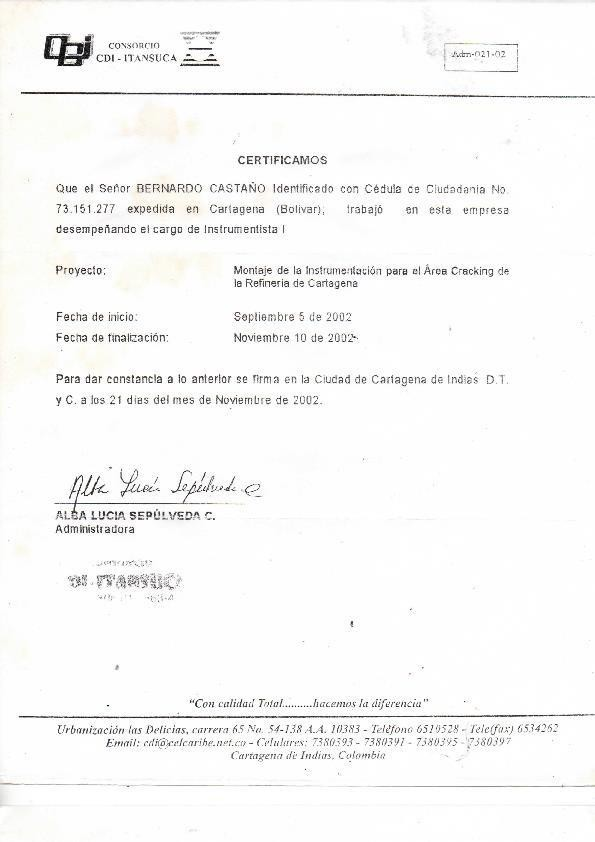 CDI
CONSORCIO
CDI - ITANSUCA
Adm-021-02
CERTIFICAMOS
Que el Señor BERNARDO CASTAÑO Identificado con Cédula de Ciudadanía No.
73.151.277 expedida en Cartagena (Bolívar); trabajó en esta empresa
desempeñando el cargo de Instrumentista I
Proyecto: Montaje de la Instrumentación para el Área Cracking de
la Refinería de Cartagena
Fecha de inicio: Septiembre 5 de 2002
Fecha de finalización: Noviembre 10 de 2002
Para dar constancia a lo anterior se firma en la Ciudad de Cartagena de Indias D.T.
y C. a los 21 días del mes de Noviembre de 2002.
Alba Lucía Sepúlveda C
ALBA LUCIA SEPÚLVEDA C.
Administradora
"Con calidad Total..........hacemos la diferencia"
Urbanización las Delicias, carrera 65 No. 54-138 A.A. 10383 - Teléfono 6519528 - Tele(fax) 6534262
Email: cdi@celcaribe.net.co - Celulares: 7380393 - 7380391 - 7380395 - 7380397
Cartagena de Indias, Colombia